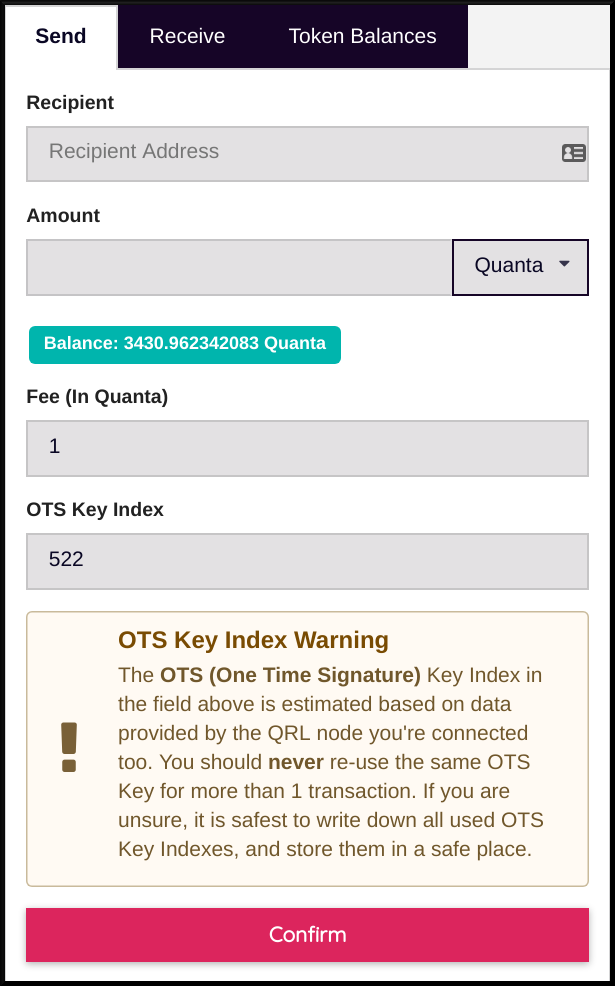 Send Receive Token Balances
Recipient
Recipient Address
Amount
Quanta
Balance: 3430.962342083 Quanta
Fee (In Quanta)
1
OTS Key Index
522
OTS Key Index Warning
The OTS (One Time Signature) Key Index in
the field above is estimated based on data
provided by the QRL node you're connected
too. You should never re-use the same OTS
Key for more than 1 transaction. If you are
unsure, it is safest to write down all used OTS
Key Indexes, and store them in a safe place.
Confirm